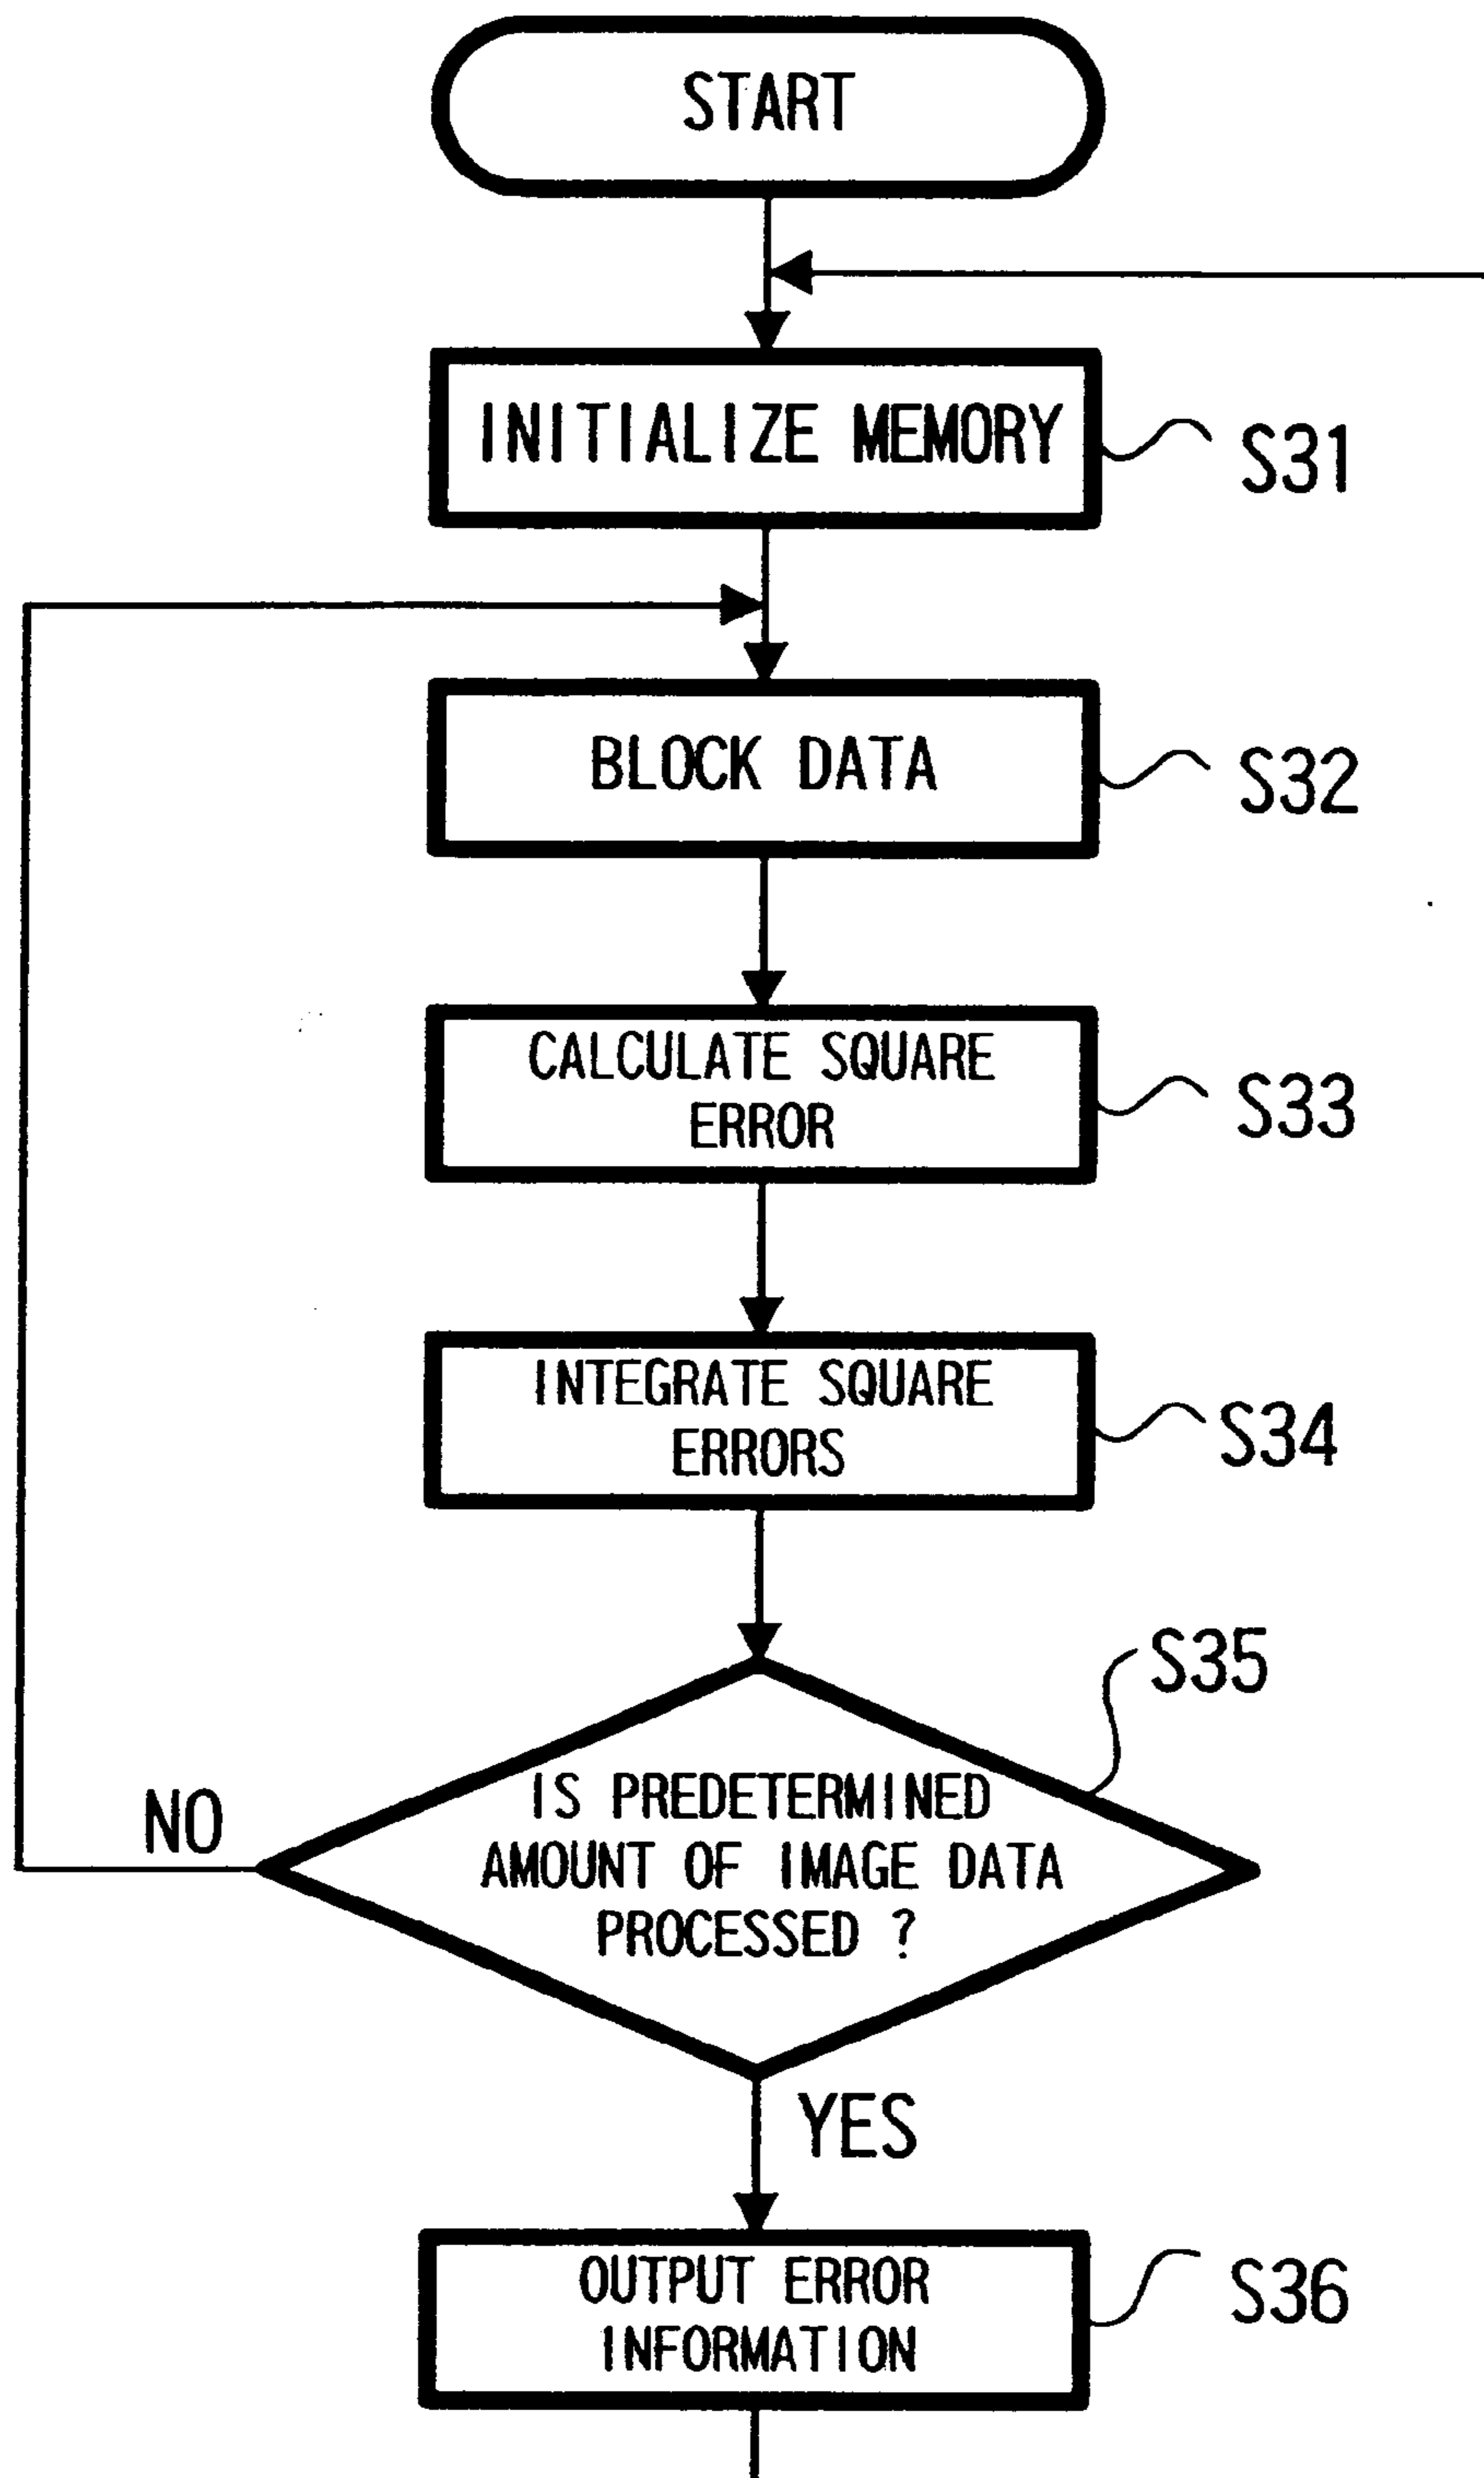 START
INITIALIZE MEMORY
S31
BLOCK DATA
S32
CALCULATE SQUARE
ERROR
S33
INTEGRATE SQUARE
ERRORS
S34
S35
IS PREDETERMINED
AMOUNT OF IMAGE DATA
PROCESSED ?
NO
YES
OUTPUT ERROR
INFORMATION
S36